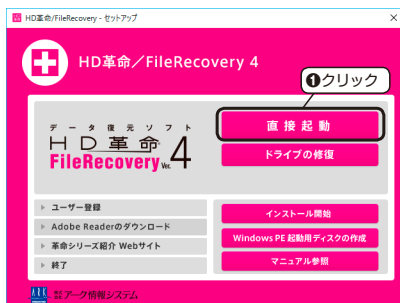 HD革命/FileRecovery - セットアップ
HD革命／FileRecovery 4
❶クリック
データ復元ソフト
HD革命
FileRecovery Ver.4
直接起動
ドライブの修復
ユーザー登録
Adobe Readerのダウンロード
革命シリーズ紹介 Webサイト
終了
インストール開始
Windows PE 起動用ディスクの作成
マニュアル参照
ARK 株式会社アーク情報システム